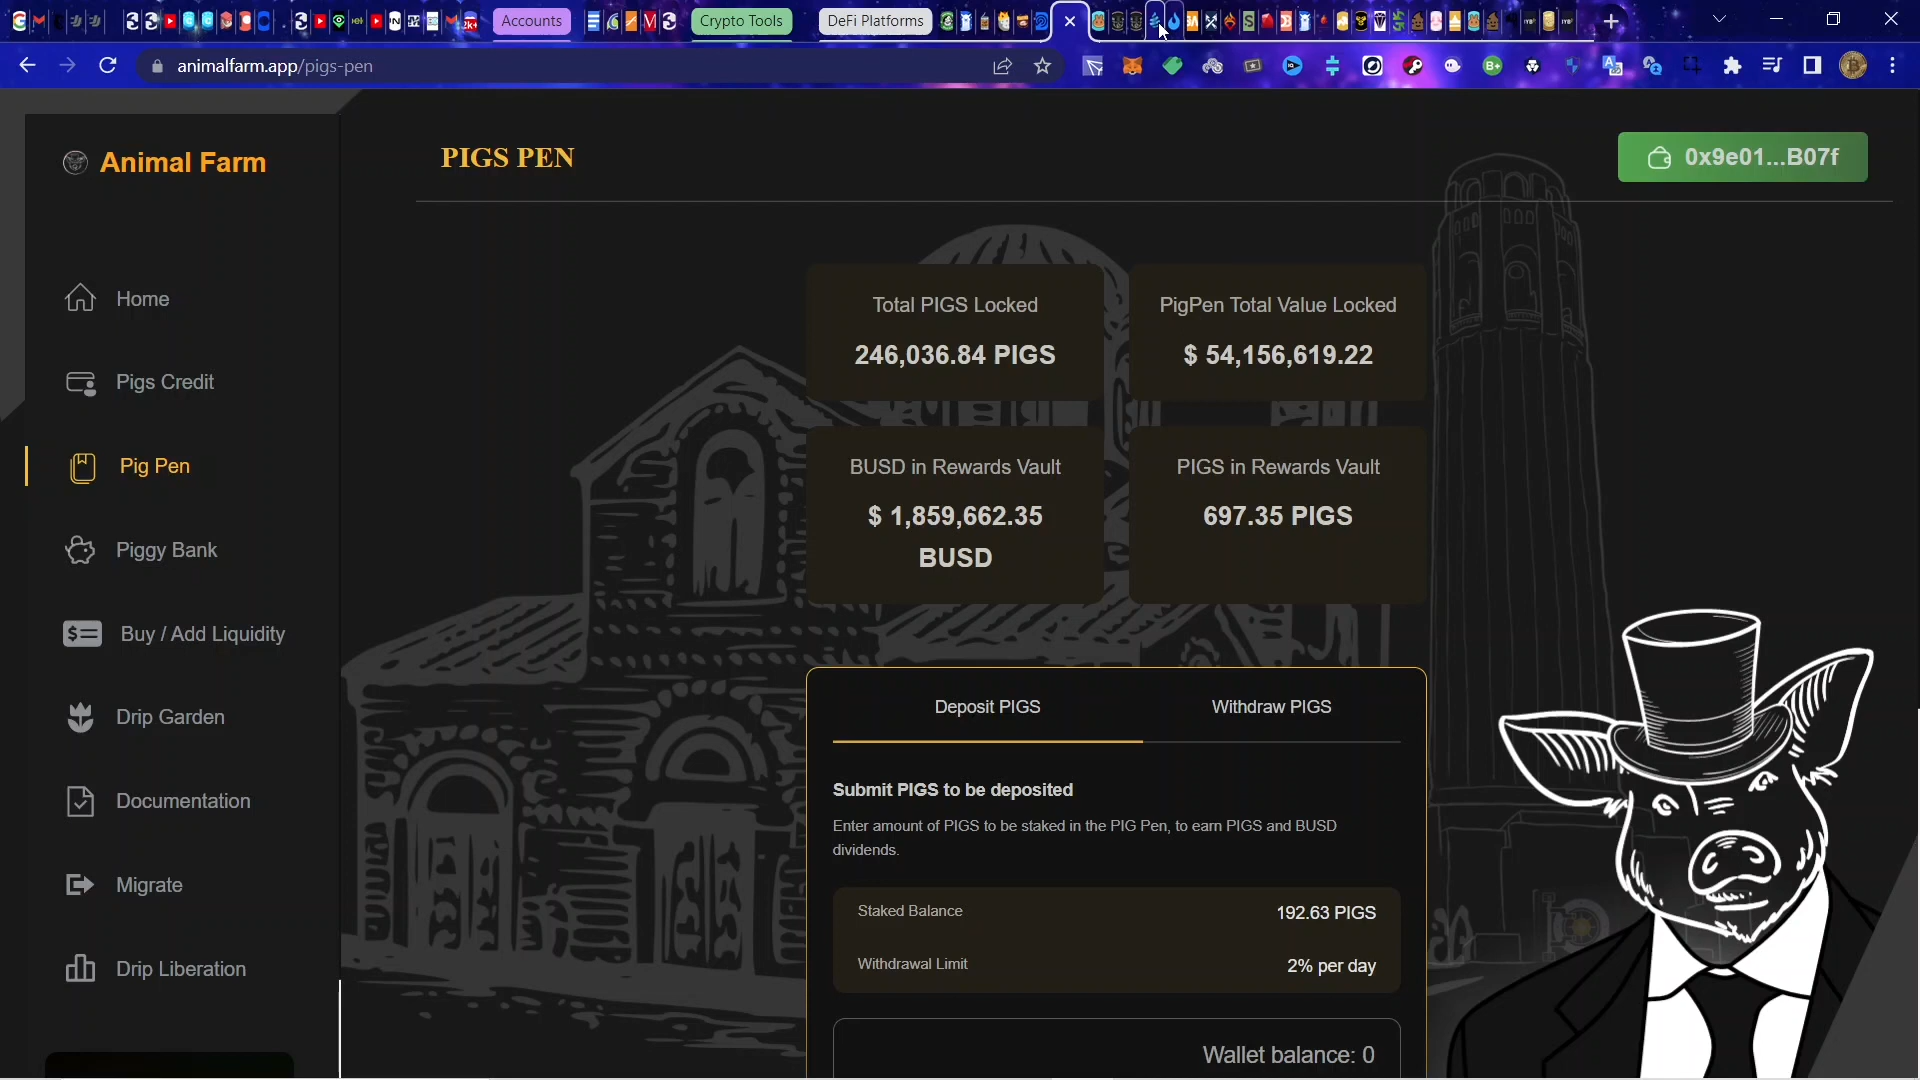 Accounts
Crypto Tools
DeFi Platforms
animalfarm.app/pigs-pen
Animal Farm
PIGS PEN
0x9e01...B07f
Home
Pigs Credit
Pig Pen
Piggy Bank
Buy / Add Liquidity
Drip Garden
Documentation
Migrate
Drip Liberation
Total PIGS Locked
246,036.84 PIGS
PigPen Total Value Locked
$ 54,156,619.22
BUSD in Rewards Vault
$ 1,859,662.35
BUSD
PIGS in Rewards Vault
697.35 PIGS
Deposit PIGS
Withdraw PIGS
Submit PIGS to be deposited
Enter amount of PIGS to be staked in the PIG Pen, to earn PIGS and BUSD
dividends.
Staked Balance
192.63 PIGS
Withdrawal Limit
2% per day
Wallet balance: 0